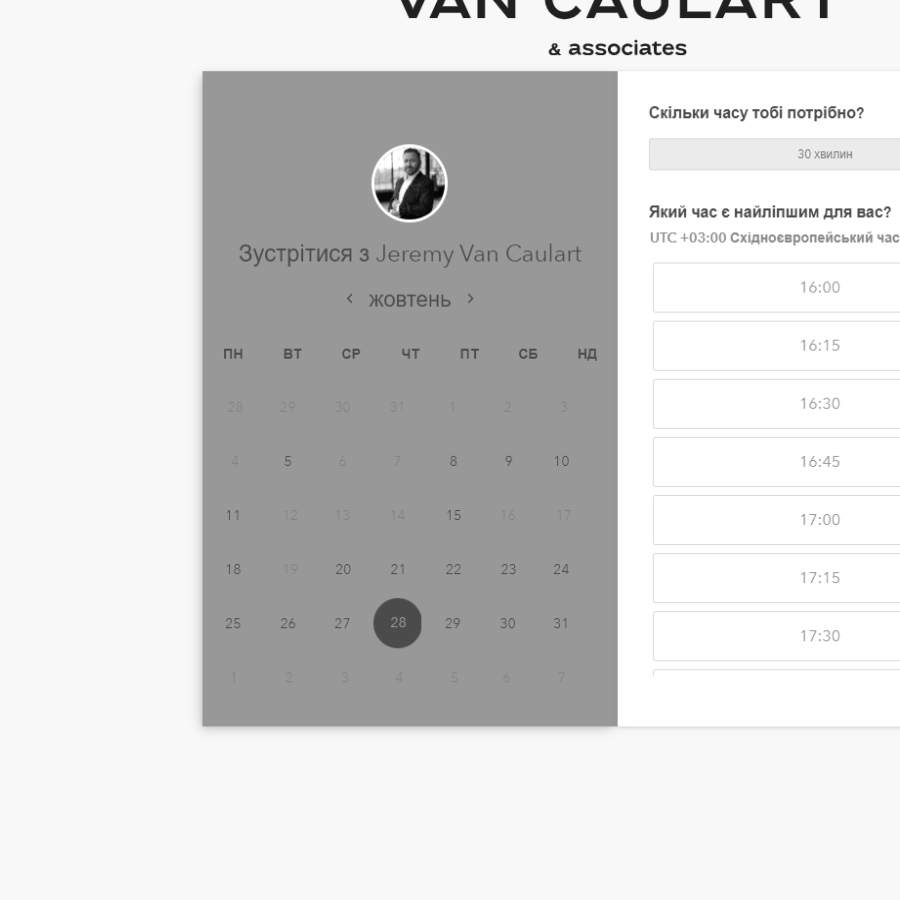 VAN CAULART
& associates
Зустрітися з Jeremy Van Caulart
жовтень
ПН ВТ СР ЧТ ПТ СБ НД
28 29 30 31 1 2 3
4 5 6 7 8 9 10
11 12 13 14 15 16 17
18 19 20 21 22 23 24
25 26 27 28 29 30 31
1 2 3 4 5 6 7
Скільки часу тобі потрібно?
30 хвилин
Який час є найліпшим для вас?
UTC +03:00 Східноєвропейський час
16:00
16:15
16:30
16:45
17:00
17:15
17:30